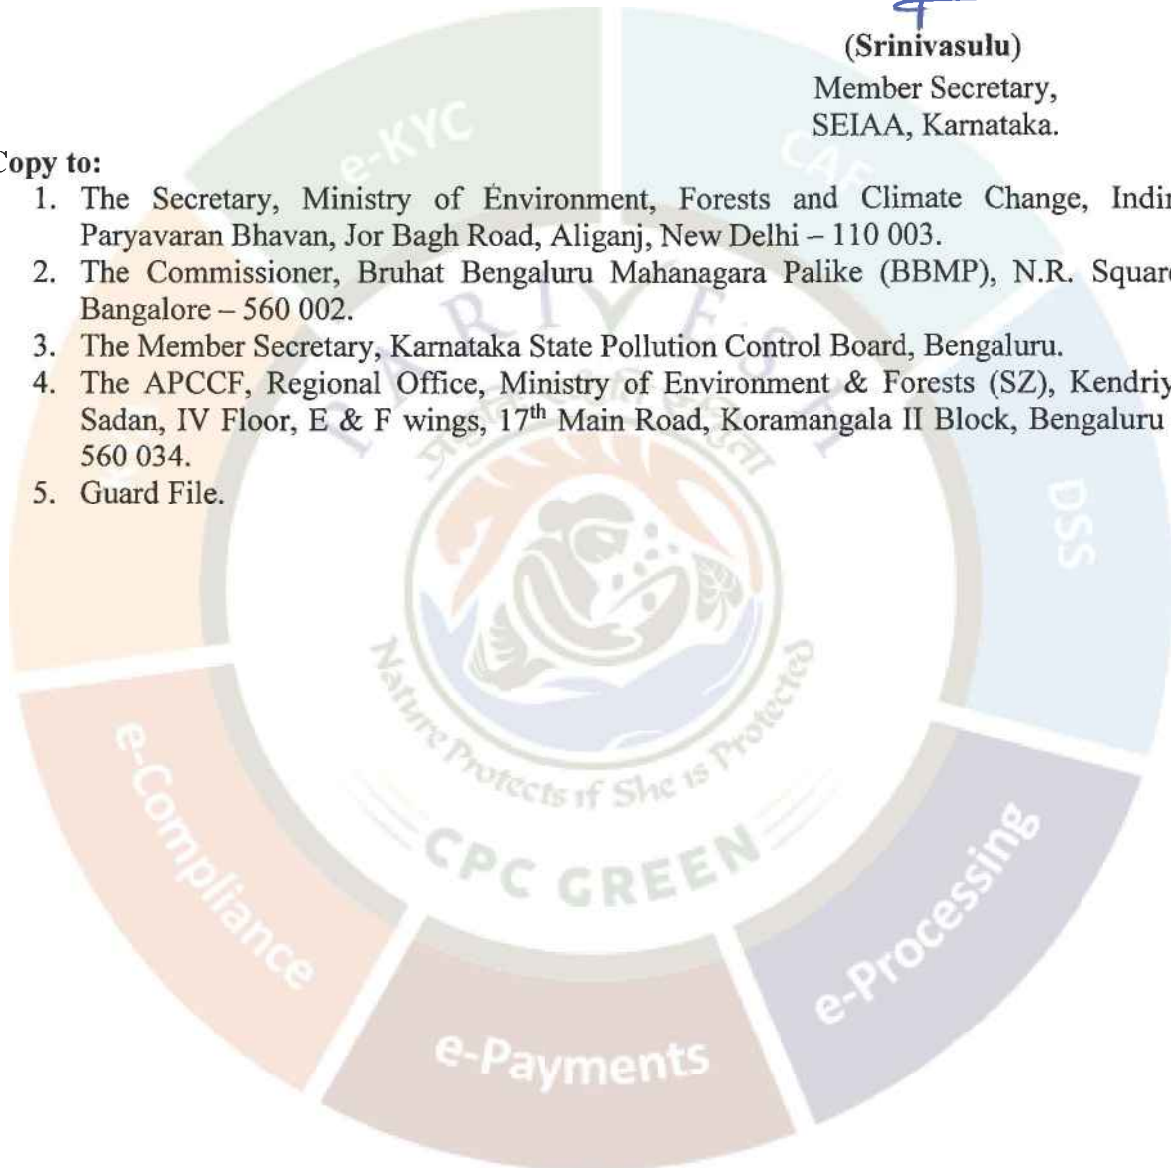 (Srinivasulu)
Member Secretary,
SEIAA, Karnataka.
Copy to:
1. The Secretary, Ministry of Environment, Forests and Climate Change, Indir
Paryavaran Bhavan, Jor Bagh Road, Aliganj, New Delhi – 110 003.
2. The Commissioner, Bruhat Bengaluru Mahanagara Palike (BBMP), N.R. Squar
Bangalore – 560 002.
3. The Member Secretary, Karnataka State Pollution Control Board, Bengaluru.
4. The APCCF, Regional Office, Ministry of Environment & Forests (SZ), Kendriy
Sadan, IV Floor, E & F wings, 17th Main Road, Koramangala II Block, Bengaluru
560 034.
5. Guard File.
e-KYC
CAF
DSS
PARIVESH
Nature Protects if She is Protected
CPC GREEN
e-Compliance
e-Processing
e-Payments